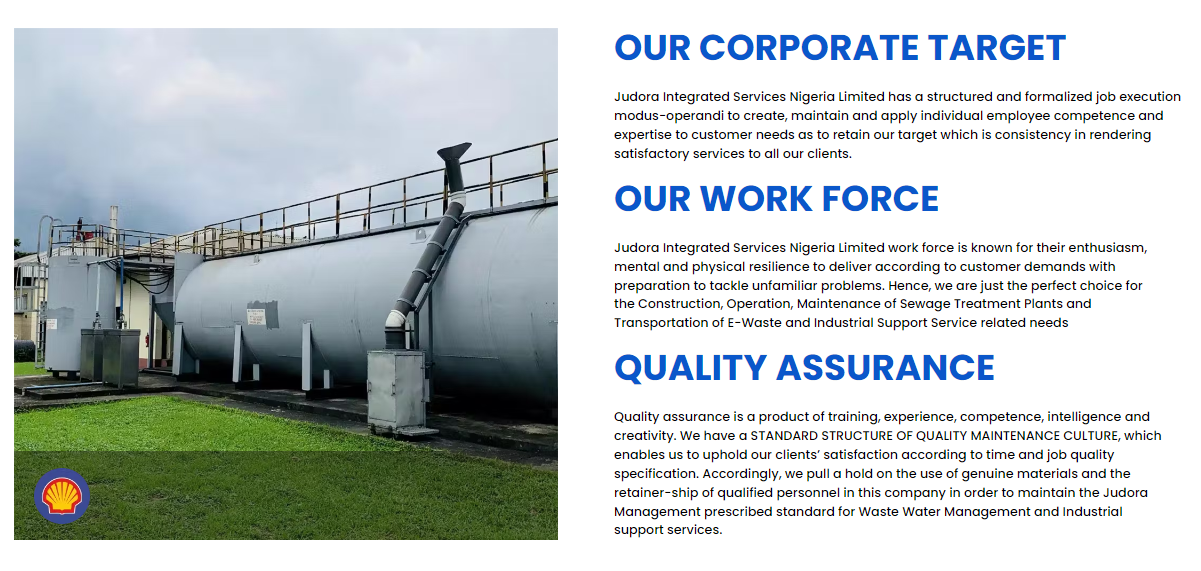 OUR CORPORATE TARGET
Judora Integrated Services Nigeria Limited has a structured and formalized job execution
modus-operandi to create, maintain and apply individual employee competence and
expertise to customer needs as to retain our target which is consistency in rendering
satisfactory services to all our clients.
OUR WORK FORCE
Judora Integrated Services Nigeria Limited work force is known for their enthusiasm,
mental and physical resilience to deliver according to customer demands with
preparation to tackle unfamiliar problems. Hence, we are just the perfect choice for
the Construction, Operation, Maintenance of Sewage Treatment Plants and
Transportation of E-Waste and Industrial Support Service related needs
QUALITY ASSURANCE
Quality assurance is a product of training, experience, competence, intelligence and
creativity. We have a STANDARD STRUCTURE OF QUALITY MAINTENANCE CULTURE, which
enables us to uphold our clients’ satisfaction according to time and job quality
specification. Accordingly, we pull a hold on the use of genuine materials and the
retainer-ship of qualified personnel in this company in order to maintain the Judora
Management prescribed standard for Waste Water Management and Industrial
support services.